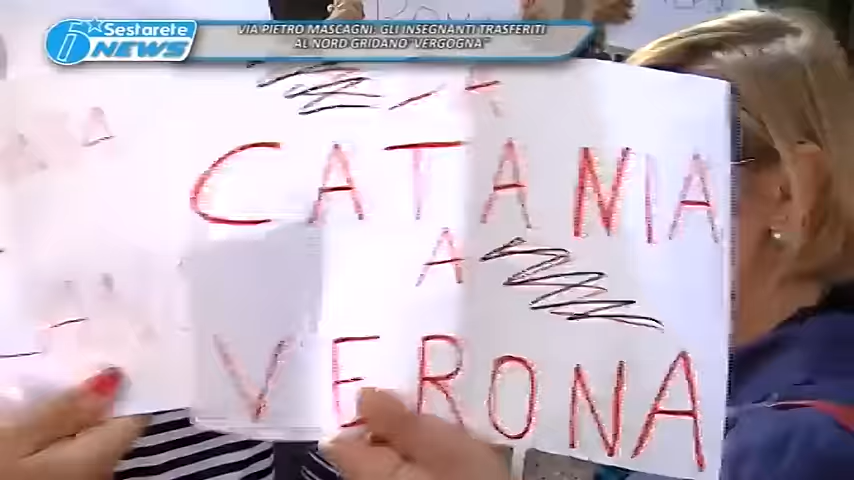 Sestarete
NEWS
VIA PIETRO MASCAGNI: GLI INSEGNANTI TRASFERITI
AL NORD GRIDANO "VERGOGNA"
CATANIA
A
VERONA